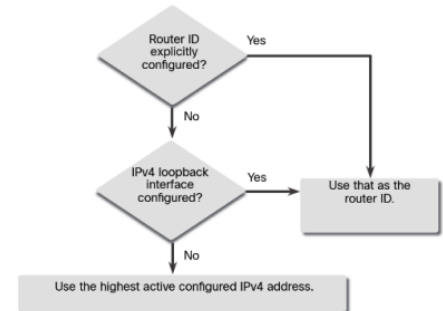 Router ID
explicitly
configured?
Yes
No
IPv4 loopback
interface
configured?
Yes
Use that as the
router ID.
No
Use the highest active configured IPv4 address.